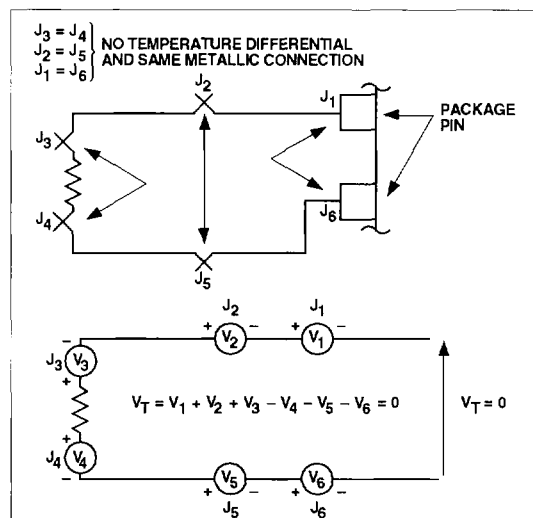 J3 = J4
J2 = J5
J1 = J6
NO TEMPERATURE DIFFERENTIAL
AND SAME METALLIC CONNECTION
J2
J1
PACKAGE
PIN
J3
J4
J6
J5
J2
J1
+ V2 −
+ V1 −
−
J3 V3
+
VT = V1 + V2 + V3 − V4 − V5 − V6 = 0
VT = 0
+
J4 V4
−
+ V5 −
+ V6 −
J5
J6